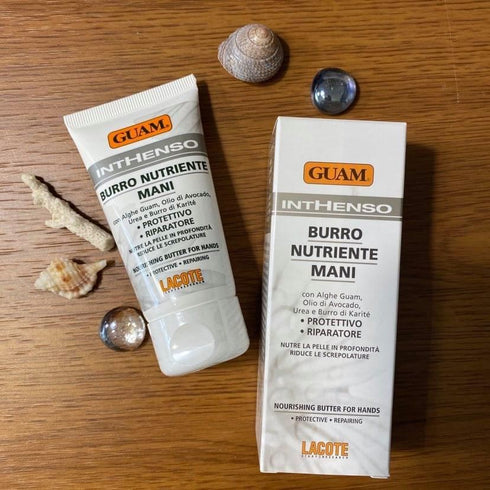 GUAM.
INTHENSO
BURRO NUTRIENTE
MANI
con Alghe Guam, Olio di Avocado,
Urea e Burro di Karité
• PROTETTIVO
• RIPARATORE
NUTRE LA PELLE IN PROFONDITÀ
RIDUCE LE SCREPOLATURE
NOURISHING BUTTER FOR HANDS
• PROTECTIVE • REPAIRING
LACOTE
GUAM.
INTHENSO
BURRO
NUTRIENTE
MANI
con Alghe Guam,
Olio di Avocado,
Urea e Burro di Karité
• PROTETTIVO
• RIPARATORE
NUTRE LA PELLE IN PROFONDITÀ
RIDUCE LE SCREPOLATURE
NOURISHING BUTTER FOR HANDS
• PROTECTIVE • REPAIRING
LACOTE